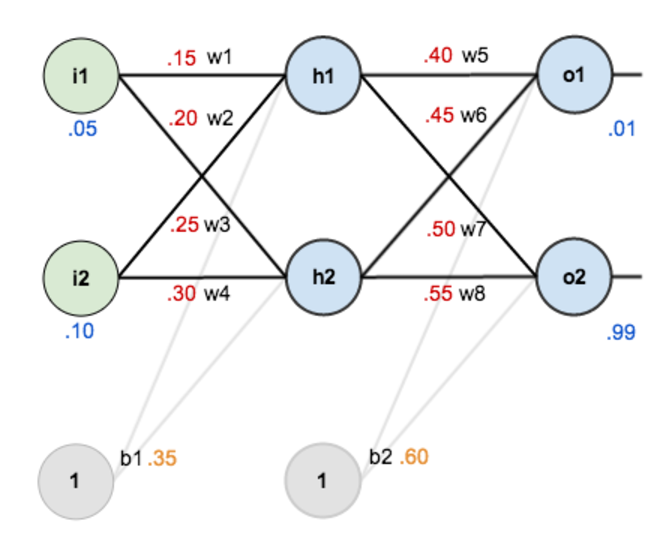 .15 w1
.40 w5
i1
h1
o1
.20 w2
.45 w6
.05
.01
.25 w3
.50 w7
i2
h2
o2
.30 w4
.55 w8
.10
.99
b1 .35
b2 .60
1
1